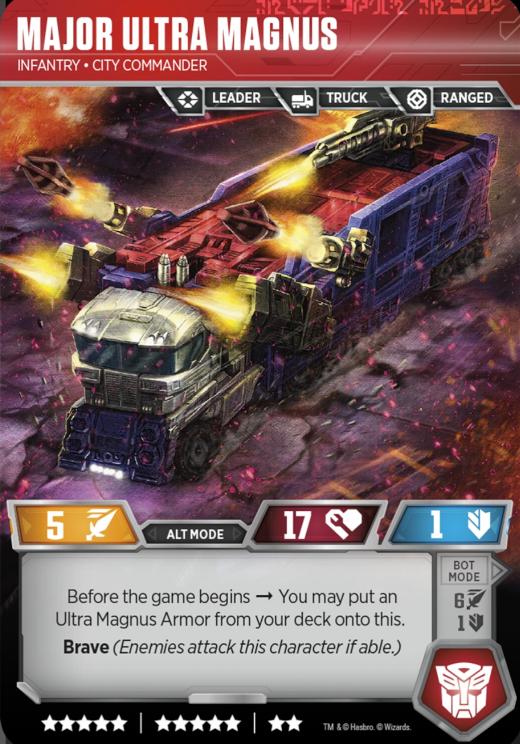 MAJOR ULTRA MAGNUS
INFANTRY • CITY COMMANDER
LEADER TRUCK RANGED
5 ALT MODE 17 1
BOT
MODE
6
1
Before the game begins → You may put an
Ultra Magnus Armor from your deck onto this.
Brave (Enemies attack this character if able.)
TM & © Hasbro. © Wizards.